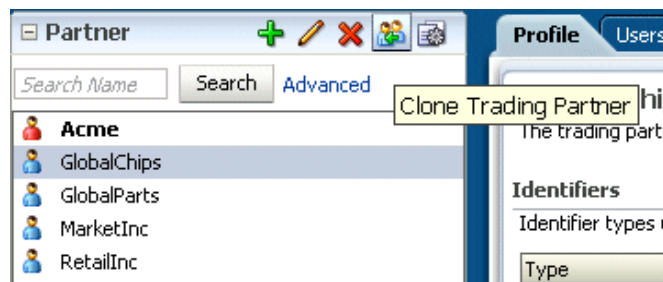 Partner
Profile
Users
Search Name
Search
Advanced
Clone Trading Partner
hi
The trading part
Acme
GlobalChips
GlobalParts
MarketInc
RetailInc
Identifiers
Identifier types
Type